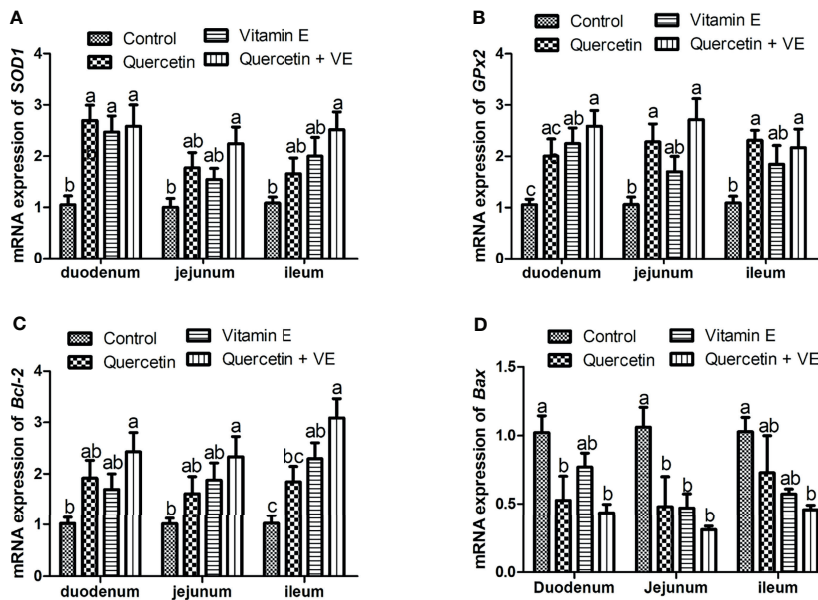 A
Control
Vitamin E
Quercetin
Quercetin + VE
mRNA expression of SOD1
4
3
2
1
0
b
a
a
a
b
ab
ab
a
b
ab
ab
a
duodenum
jejunum
ileum
B
Control
Vitamin E
Quercetin
Quercetin + VE
mRNA expression of GPx2
4
3
2
1
0
c
ac
ab
a
b
a
ab
a
b
a
ab
a
duodenum
jejunum
ileum
C
Control
Vitamin E
Quercetin
Quercetin + VE
mRNA expression of Bcl-2
4
3
2
1
0
b
ab
ab
a
b
ab
ab
a
c
bc
ab
a
duodenum
jejunum
ileum
D
Control
Vitamin E
Quercetin
Quercetin + VE
mRNA expression of Bax
1.5
1.0
0.5
0.0
a
b
ab
b
a
b
b
b
a
ab
ab
b
Duodenum
Jejunum
ileum